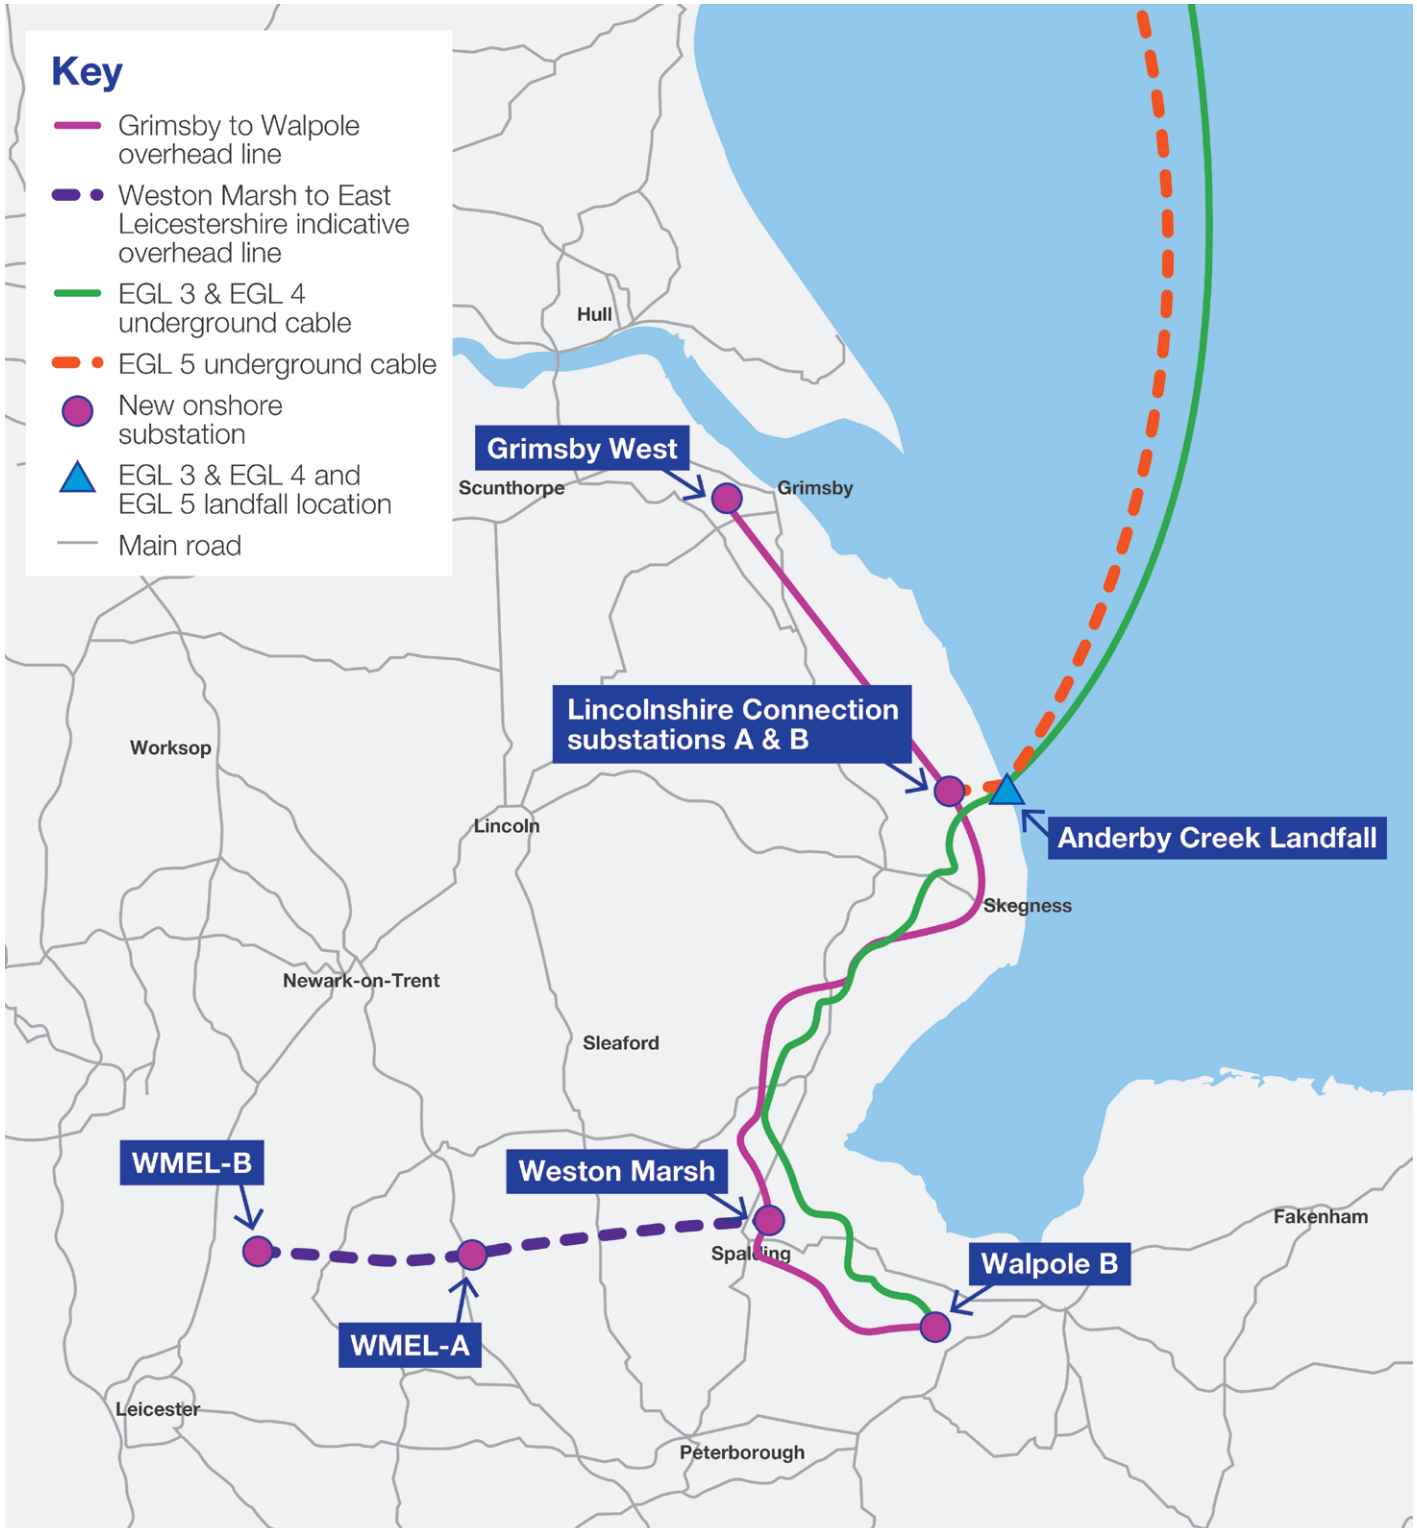 Key
Grimsby to Walpole
overhead line
Weston Marsh to East
Leicestershire indicative
overhead line
EGL 3 & EGL 4
underground cable
EGL 5 underground cable
New onshore
substation
EGL 3 & EGL 4 and
EGL 5 landfall location
Main road
Hull
Grimsby West
Scunthorpe
Grimsby
Lincolnshire Connection
substations A & B
Worksop
Lincoln
Anderby Creek Landfall
Skegness
Newark-on-Trent
Sleaford
WMEL-B
Weston Marsh
Fakenham
Spalding
Walpole B
WMEL-A
Leicester
Peterborough